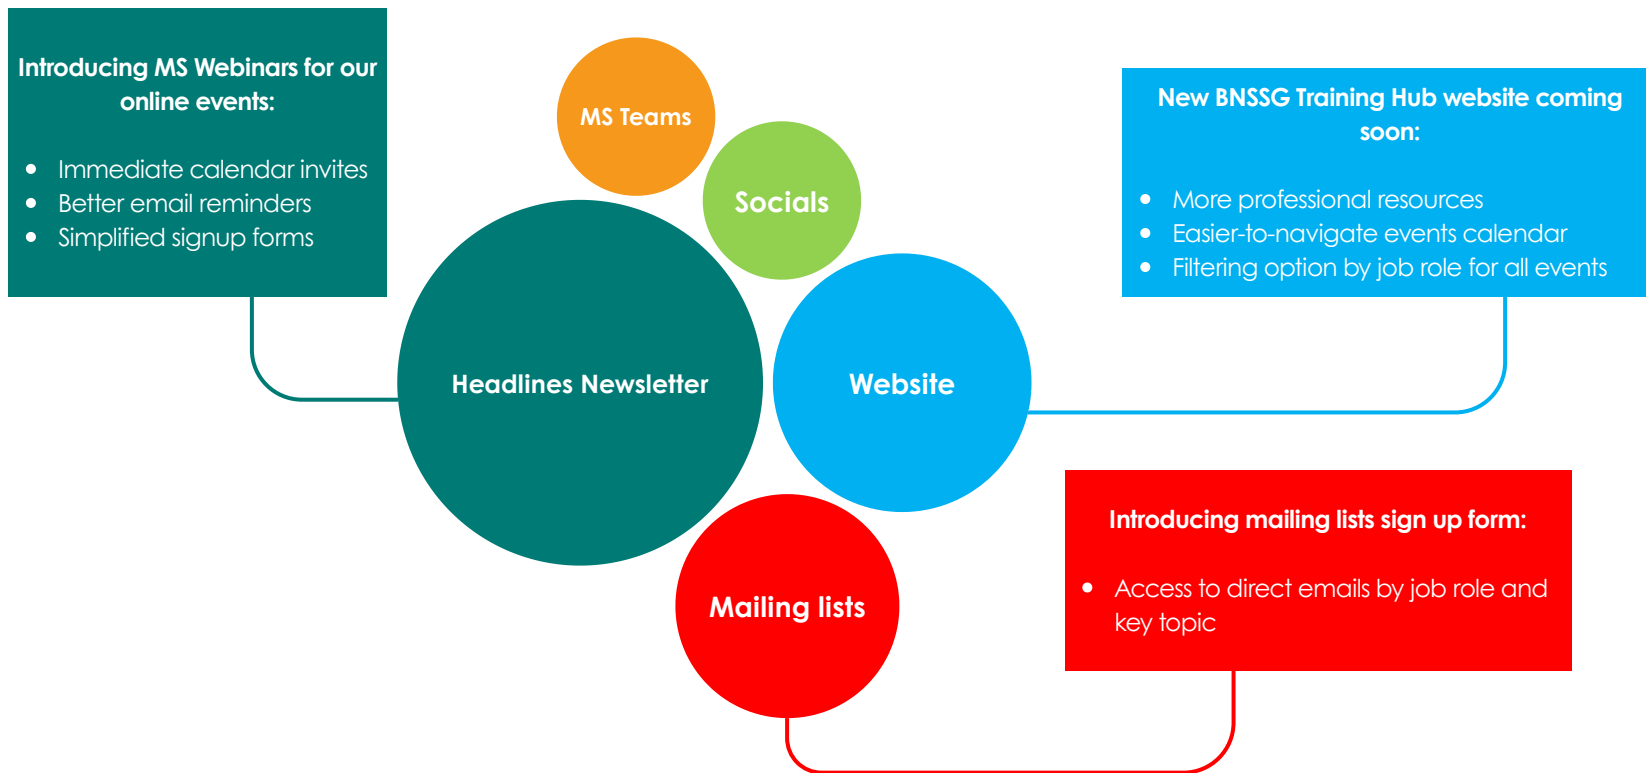 Introducing MS Webinars for our
online events:
• Immediate calendar invites
• Better email reminders
• Simplified signup forms
MS Teams
Socials
Headlines Newsletter
Website
Mailing lists
New BNSSG Training Hub website coming
soon:
• More professional resources
• Easier-to-navigate events calendar
• Filtering option by job role for all events
Introducing mailing lists sign up form:
• Access to direct emails by job role and
key topic